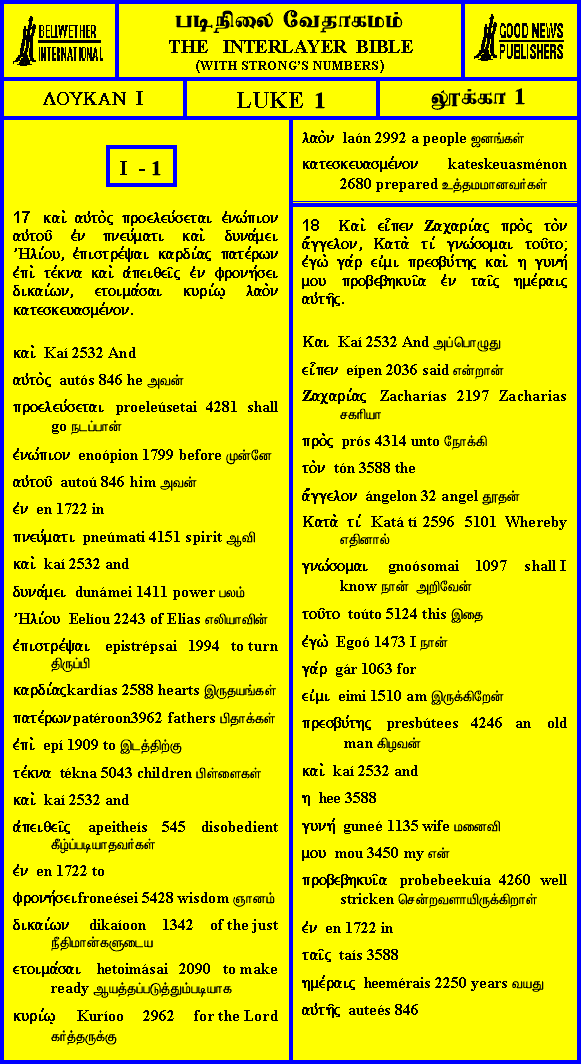 BELLWETHER
INTERNATIONAL
படிநிலை வேதாகமம்
THE INTERLAYER BIBLE
(WITH STRONG'S NUMBERS)
GOOD NEWS
PUBLISHERS
ΛΟΥΚΑΝ I
LUKE 1
லூக்கா 1
I - 1
17 καὶ αὐτὸς προελεύσεται ἐνώπιον
αὐτοῦ ἐν πνεύματι καὶ δυνάμει
Ἠλίου, ἐπιστρέψαι καρδίας πατέρων
ἐπὶ τέκνα καὶ ἀπειθεῖς ἐν φρονήσει
δικαίων, ετοιμάσαι κυρίῳ λαὸν
κατεσκευασμένον.
καὶ Kaí 2532 And
αὐτὸς autós 846 he அவன்
προελεύσεται proeleúsetai 4281 shall
go நடப்பான்
ἐνώπιον enoópion 1799 before முன்னே
αὐτοῦ autoú 846 him அவன்
ἐν en 1722 in
πνεύματι pneúmati 4151 spirit ஆவி
καὶ kaí 2532 and
δυνάμει dunámei 1411 power பலம்
Ἠλίου Eelíou 2243 of Elias எலியாவின்
ἐπιστρέψαι epistrépsai 1994 to turn
திருப்பி
καρδίας kardías 2588 hearts இருதயங்கள்
πατέρων patéroon3962 fathers பிதாக்கள்
ἐπὶ epí 1909 to இடத்திற்கு
τέκνα tékna 5043 children பிள்ளைகள்
καὶ kaí 2532 and
ἀπειθεῖς apeitheís 545 disobedient
கீழ்ப்படியாதவர்கள்
ἐν en 1722 to
φρονήσει froneései 5428 wisdom ஞானம்
δικαίων dikaíoon 1342 of the just
நீதிமான்களுடைய
ετοιμάσαι hetoimásai 2090 to make
ready ஆயத்தப்படுத்தும்படியாக
κυρίῳ Kuríoo 2962 for the Lord
கர்த்தருக்கு
λαὸν laón 2992 a people ஜனங்கள்
κατεσκευασμένον kateskeuasménon
2680 prepared உத்தமமானவர்கள்
18 Καὶ εἶπεν Ζαχαρίας πρὸς τὸν
ἄγγελον, Κατὰ τί γνώσομαι τοῦτο;
ἐγὼ γάρ εἰμι πρεσβύτης καὶ η γυνή
μου προβεβηκυῖα ἐν ταῖς ημέραις
αὐτῆς.
Και Kaí 2532 And அப்பொழுது
εἶπεν eípen 2036 said என்றான்
Ζαχαρίας Zacharías 2197 Zacharias
சகரியா
πρὸς prós 4314 unto நோக்கி
τὸν tón 3588 the
ἄγγελον ángelon 32 angel தூதன்
Κατὰ τί Katá tí 2596 5101 Whereby
எதினால்
γνώσομαι gnoósomai 1097 shall I
know நான் அறிவேன்
τοῦτο toúto 5124 this இதை
ἐγὼ Egoó 1473 I நான்
γάρ gár 1063 for
εἰμι eimi 1510 am இருக்கிறேன்
πρεσβύτης presbútees 4246 an old
man கிழவன்
καὶ kaí 2532 and
η hee 3588
γυνή guneé 1135 wife மனைவி
μου mou 3450 my என்
προβεβηκυῖα probebeekuía 4260 well
stricken சென்றவளாயிருக்கிறாள்
ἐν en 1722 in
ταῖς taís 3588
ημέραις heemérais 2250 years வயது
αὐτῆς auteés 846